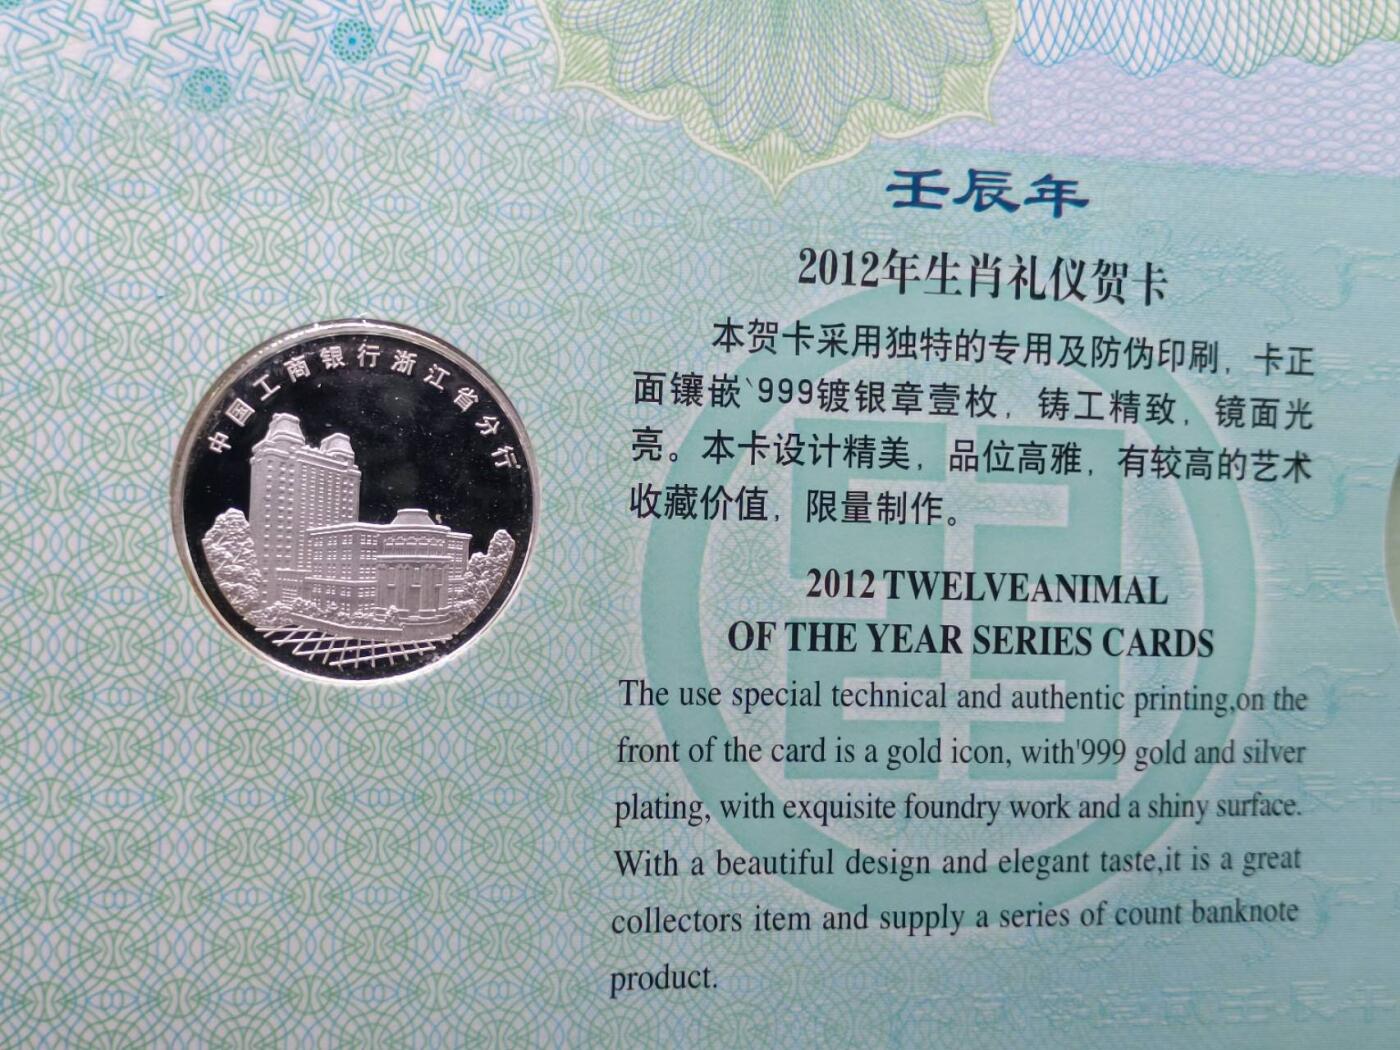 中国工商银行浙江省分行
壬辰年
2012年生肖礼仪贺卡
本贺卡采用独特的专用及防伪印刷，卡正
面镶嵌`999镀银章壹枚，铸工精致，镜面光
亮。本卡设计精美，品位高雅，有较高的艺术
收藏价值，限量制作。
2012 TWELVEANIMAL
OF THE YEAR SERIES CARDS
The use special technical and authentic printing,on the
front of the card is a gold icon, with'999 gold and silver
plating, with exquisite foundry work and a shiny surface.
With a beautiful design and elegant taste,it is a great
collectors item and supply a series of count banknote
product.